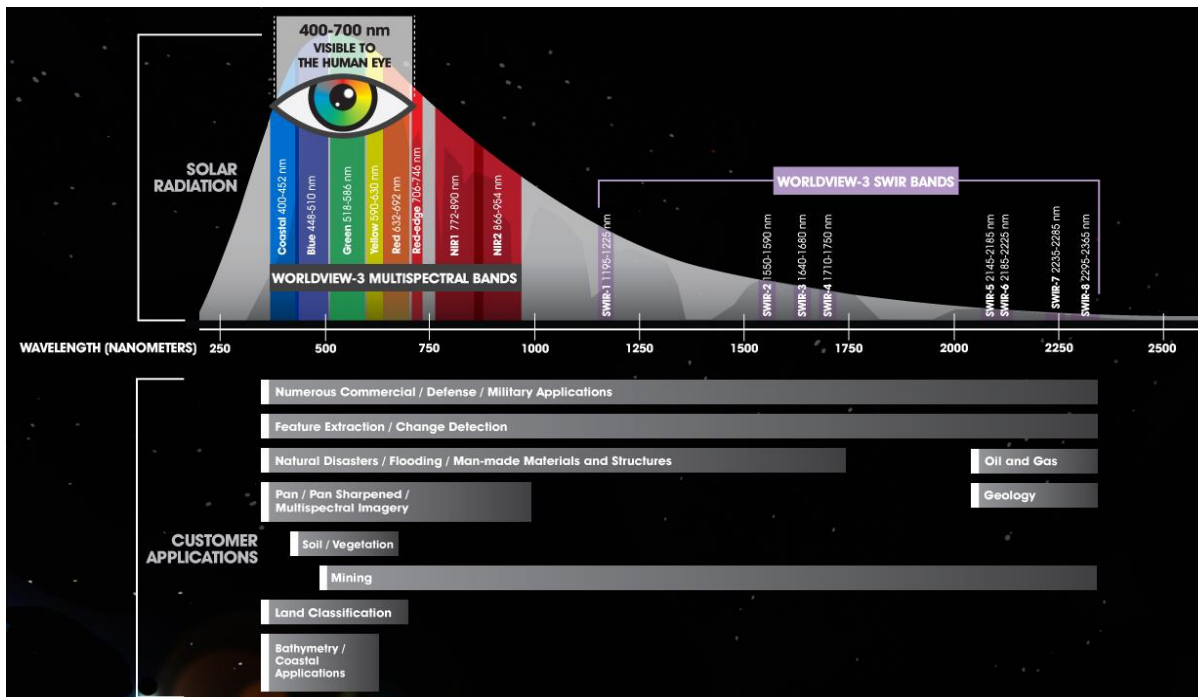 400-700 nm
VISIBLE TO
THE HUMAN EYE
SOLAR
RADIATION
Coastal 400-452 nm
Blue 448-510 nm
Green 518-586 nm
Yellow 590-630 nm
Red 632-692 nm
Red-edge 706-746 nm
NIR1 772-890 nm
NIR2 866-954 nm
WORLDVIEW-3 MULTISPECTRAL BANDS
WORLDVIEW-3 SWIR BANDS
SWIR-1 1195-1225 nm
SWIR-2 1550-1590 nm
SWIR-3 1640-1680 nm
SWIR-4 1710-1750 nm
SWIR-5 2145-2185 nm
SWIR-6 2185-2225 nm
SWIR-7 2235-2285 nm
SWIR-8 2295-2365 nm
WAVELENGTH (NANOMETERS) 250 500 750 1000 1250 1500 1750 2000 2250 2500
CUSTOMER
APPLICATIONS
Numerous Commercial / Defense / Military Applications
Feature Extraction / Change Detection
Natural Disasters / Flooding / Man-made Materials and Structures
Oil and Gas
Pan / Pan Sharpened /
Multispectral Imagery
Geology
Soil / Vegetation
Mining
Land Classification
Bathymetry /
Coastal
Applications